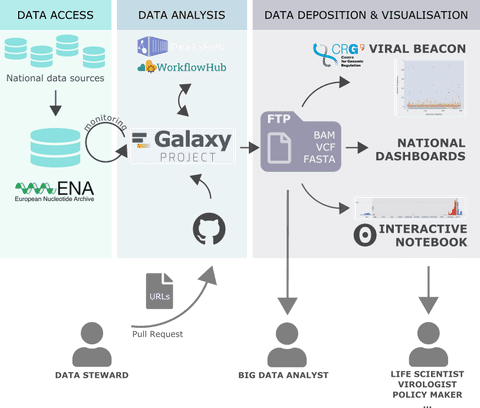 DATA ACCESS
DATA ANALYSIS
DATA DEPOSITION & VISUALISATION
National data sources
WorkflowHub
CRG
Centre
for Genomic
Regulation
VIRAL BEACON
monitoring
Galaxy
PROJECT
FTP
BAM
VCF
FASTA
NATIONAL
DASHBOARDS
ENA
European Nucleotide Archive
INTERACTIVE
NOTEBOOK
URLs
Pull Request
DATA STEWARD
BIG DATA ANALYST
LIFE SCIENTIST
VIROLOGIST
POLICY MAKER
...